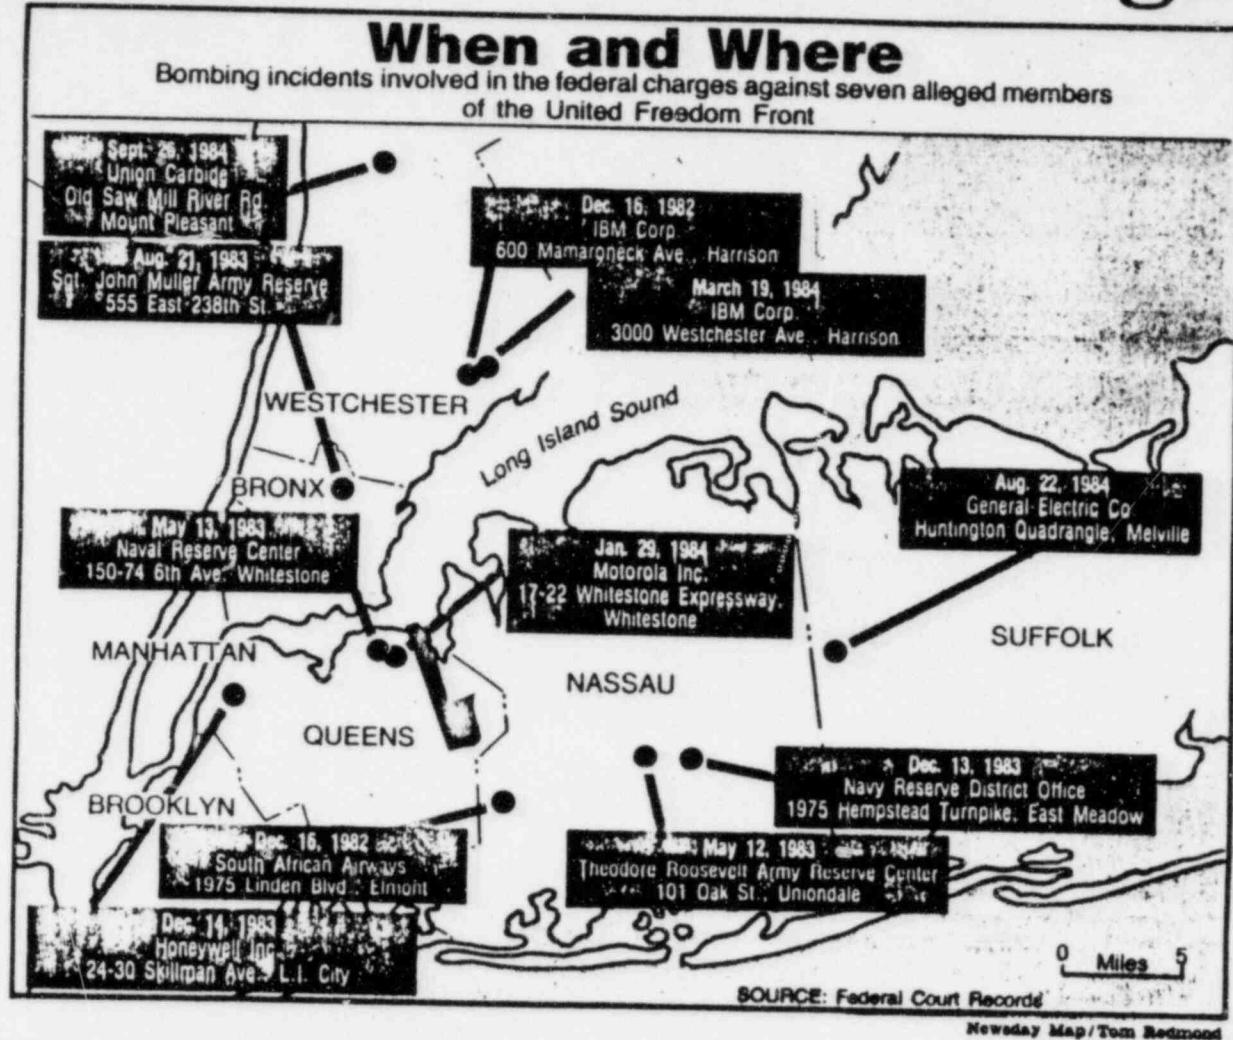 When and Where
Bombing incidents involved in the federal charges against seven alleged members
of the United Freedom Front
Sept. 26, 1984
Union Carbide
Old Saw Mill River Rd.
Mount Pleasant
Aug. 21, 1983
Sgt. John Muller Army Reserve
555 East 238th St.
Dec. 16, 1982
IBM Corp.
600 Mamaroneck Ave., Harrison
March 19, 1984
IBM Corp.
3000 Westchester Ave., Harrison
WESTCHESTER
Long Island Sound
BRONX
Aug. 22, 1984
General Electric Co.
Huntington Quadrangle, Melville
May 13, 1983
Naval Reserve Center
150-74 6th Ave. Whitestone
Jan. 29, 1984
Motorola Inc.
17-22 Whitestone Expressway,
Whitestone
MANHATTAN
SUFFOLK
NASSAU
QUEENS
BROOKLYN
Dec. 13, 1983
Navy Reserve District Office
1975 Hempstead Turnpike, East Meadow
Dec. 16, 1982
South African Airways
1975 Linden Blvd., Elmont
May 12, 1983
Theodore Roosevelt Army Reserve Center
101 Oak St., Uniondale
Dec. 14, 1983
Honeywell Inc.
24-30 Skillman Ave., L.I. City
0 Miles 5
SOURCE: Federal Court Records
Newsday Map/Tom Redmond